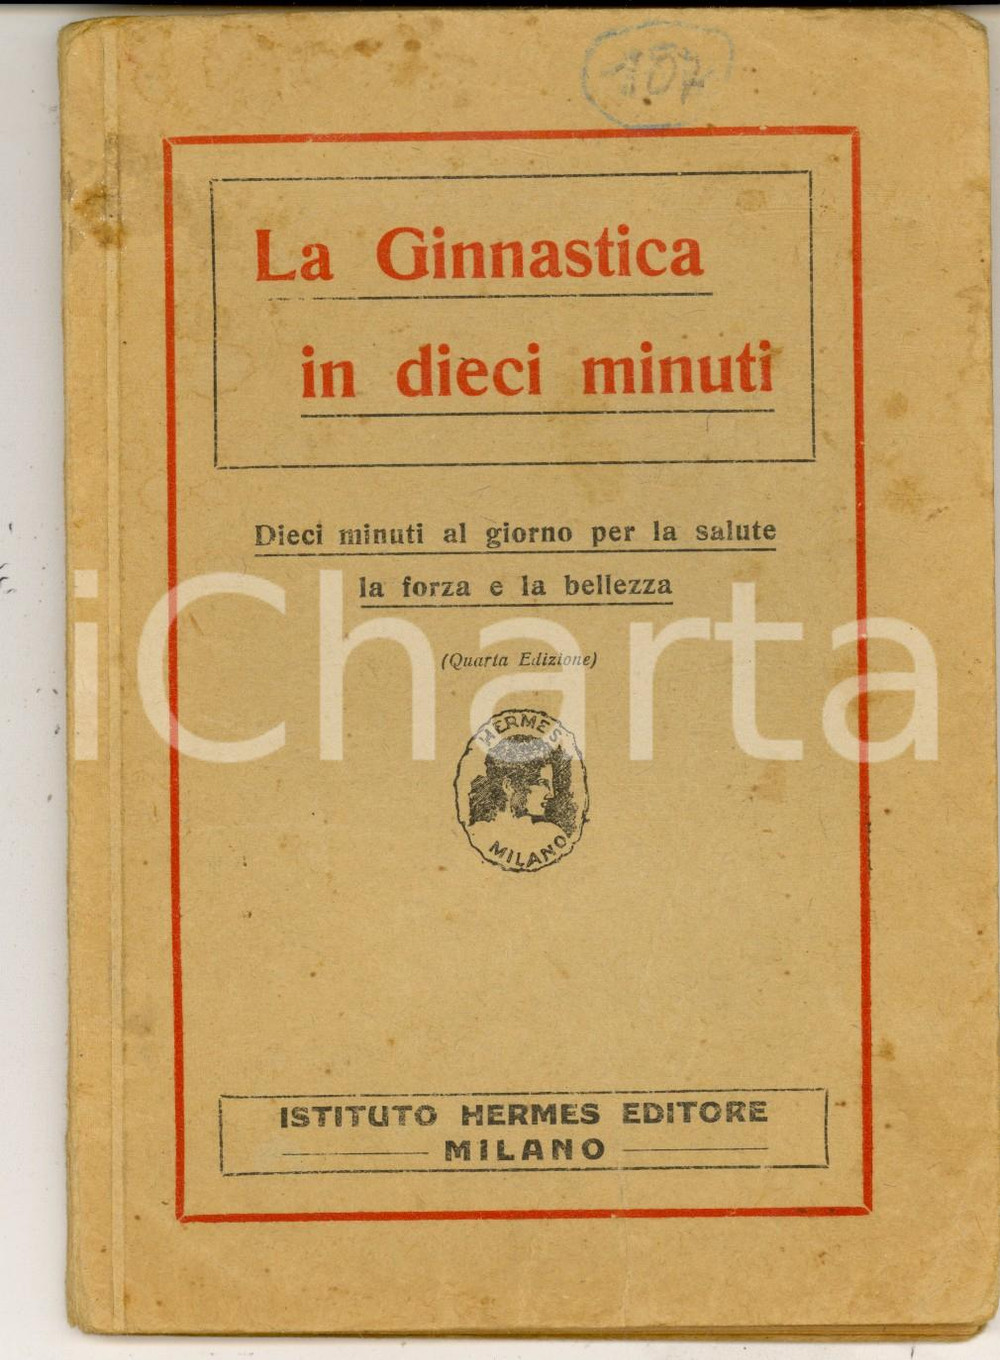 107
La Ginnastica
in dieci minuti
Dieci minuti al giorno per la salute
la forza e la bellezza
iCharta
(Quarta Edizione)
HERMES
MILANO
ISTITUTO HERMES EDITORE
MILANO